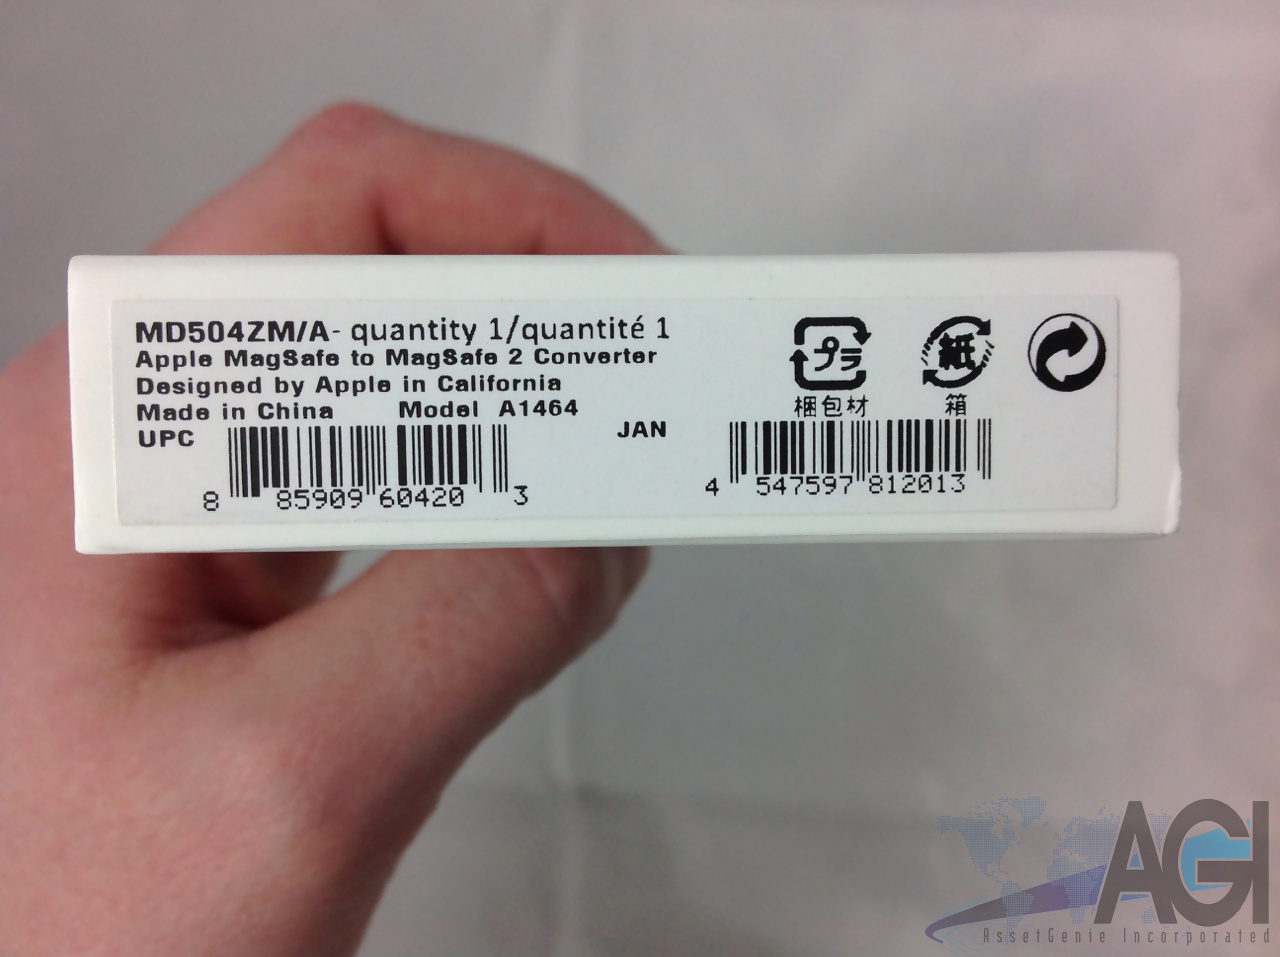 MD504ZM/A- quantity 1/quantité 1
Apple MagSafe to MagSafe 2 Converter
Designed by Apple in California
Made in China Model A1464
UPC
8 85909 60420 3
JAN
4 547597 812013
プラ
梱包材
紙
箱
AGI
AssetGenie Incorporated